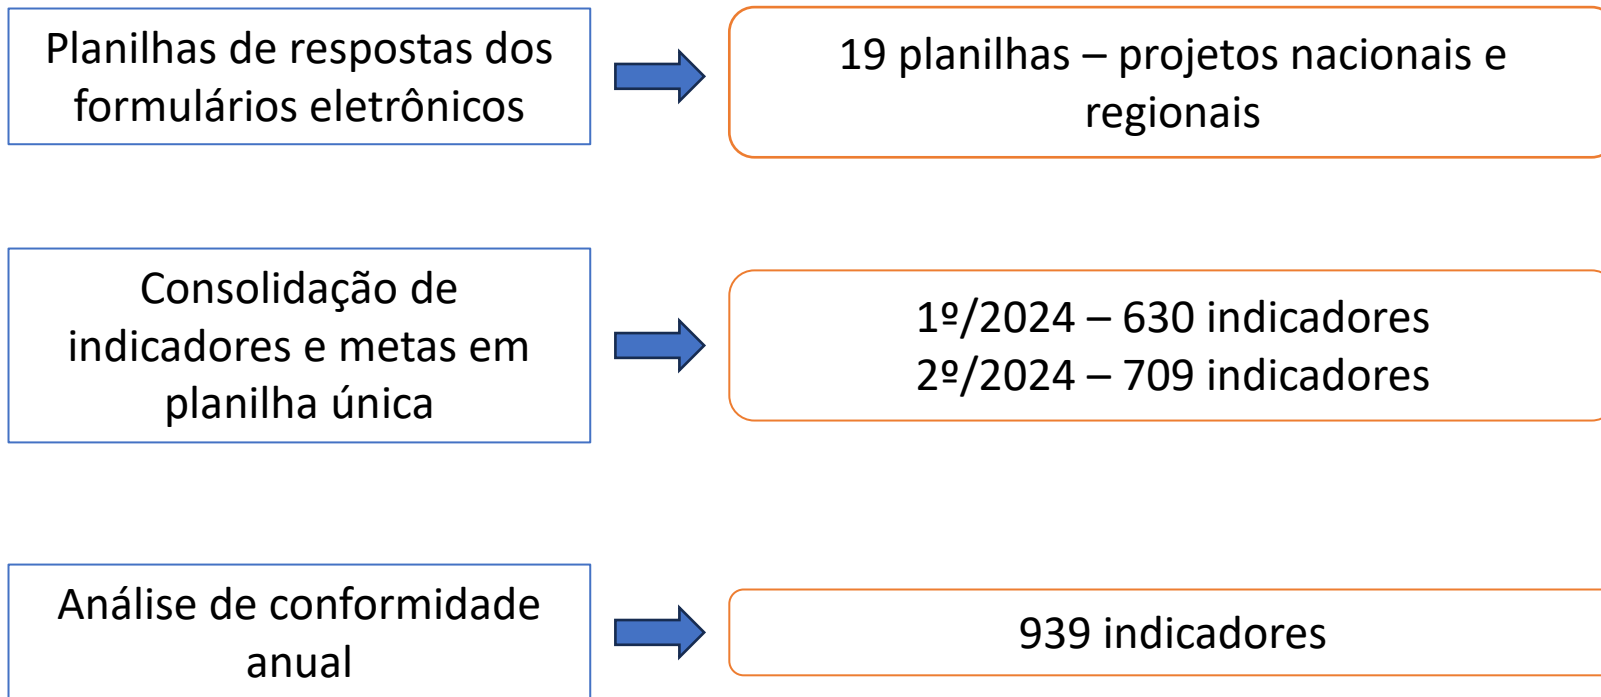 Planilhas de respostas dos
formulários eletrônicos
19 planilhas – projetos nacionais e
regionais
Consolidação de
indicadores e metas em
planilha única
1º/2024 – 630 indicadores
2º/2024 – 709 indicadores
Análise de conformidade
anual
939 indicadores